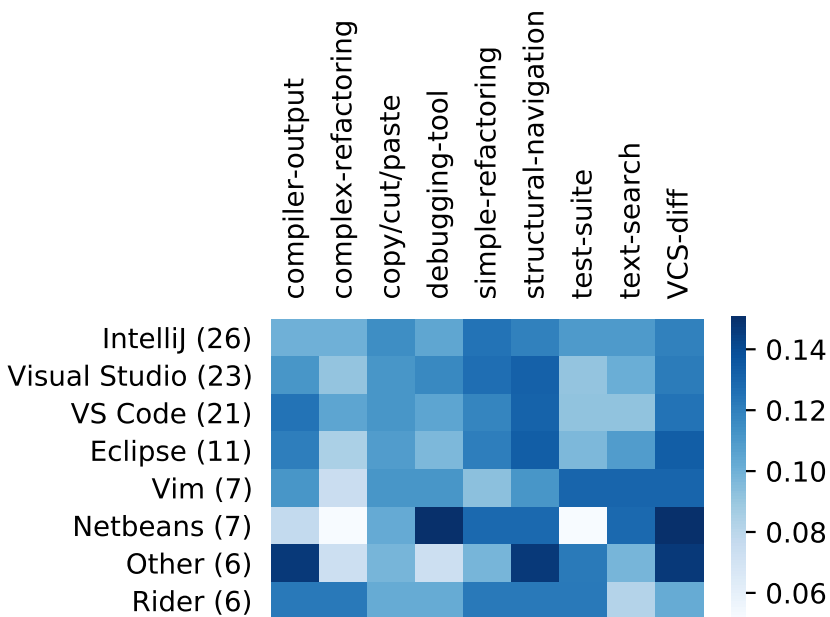 compiler-output
complex-refactoring
copy/cut/paste
debugging-tool
simple-refactoring
structural-navigation
test-suite
text-search
VCS-diff
IntelliJ (26)
Visual Studio (23)
VS Code (21)
Eclipse (11)
Vim (7)
Netbeans (7)
Other (6)
Rider (6)
0.14
0.12
0.10
0.08
0.06